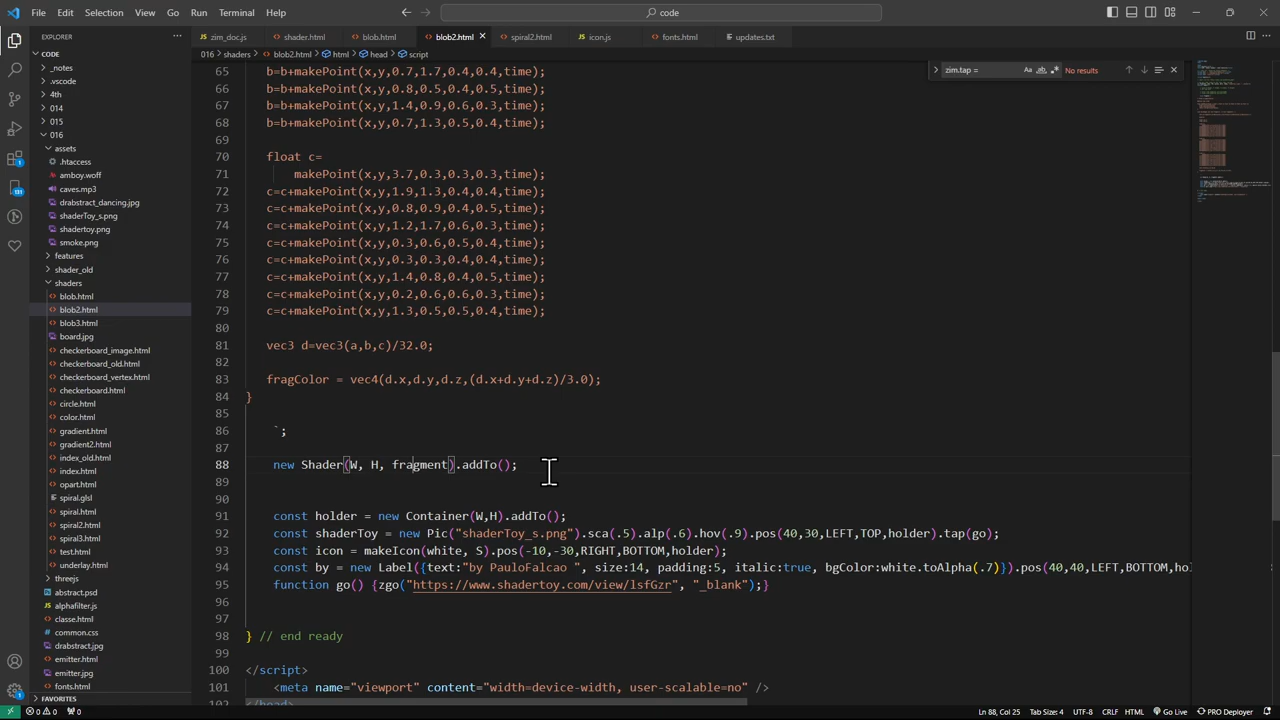 File Edit Selection View Go Run Terminal Help
code
EXPLORER
zim_doc.js shader.html blob.html blob2.html spiral2.html icon.js fonts.html updates.txt
CODE
016 > shaders > blob2.html > html > head > script
zim.tap = Aa ab No results
_notes
.vscode
4th
014
015
016
assets
.htaccess
amboy.woff
caves.mp3
drabstract_dancing.jpg
shaderToy_s.png
shadertoy.png
smoke.png
features
shader_old
shaders
blob.html
blob2.html
blob3.html
board.jpg
checkerboard_image.html
checkerboard_old.html
checkerboard_vertex.html
checkerboard.html
circle.html
color.html
gradient.html
gradient2.html
index_old.html
index.html
opart.html
spiral.glsl
spiral.html
spiral2.html
spiral3.html
test.html
underlay.html
threejs
abstract.psd
alphafilter.js
classe.html
common.css
drabstract.jpg
emitter.html
emitter.jpg
fonts.html
FAVORITES
65 b=b+makePoint(x,y,0.7,1.7,0.4,0.4,time);
66 b=b+makePoint(x,y,0.8,0.6,0.4,0.3,time);
67 b=b+makePoint(x,y,1.4,0.9,0.6,0.3,time);
68 b=b+makePoint(x,y,0.7,1.3,0.5,0.4,time);
69
70 float c=
71 makePoint(x,y,3.7,0.3,0.3,0.3,time);
72 c=c+makePoint(x,y,1.9,1.3,0.4,0.4,time);
73 c=c+makePoint(x,y,0.8,0.9,0.4,0.5,time);
74 c=c+makePoint(x,y,1.2,1.7,0.6,0.3,time);
75 c=c+makePoint(x,y,0.3,0.6,0.5,0.4,time);
76 c=c+makePoint(x,y,0.3,0.3,0.4,0.4,time);
77 c=c+makePoint(x,y,1.4,0.8,0.4,0.5,time);
78 c=c+makePoint(x,y,0.2,0.6,0.6,0.3,time);
79 c=c+makePoint(x,y,1.3,0.5,0.5,0.4,time);
80
81 vec3 d=vec3(a,b,c)/32.0;
82
83 fragColor = vec4(d.x,d.y,d.z,(d.x+d.y+d.z)/3.0);
84 }
85
86 `;
87
88 new Shader(W, H, fragment).addTo();
89
90
91 const holder = new Container(W,H).addTo();
92 const shaderToy = new Pic("shaderToy_s.png").sca(.5).alp(.6).hov(.9).pos(40,30,LEFT,TOP,holder).tap(go);
93 const icon = makeIcon(white, S).pos(-10,-30,RIGHT,BOTTOM,holder);
94 const by = new Label({text:"by PauloFalcao ", size:14, padding:5, italic:true, bgColor:white.toAlpha(.7)}).pos(40,40,LEFT,BOTTOM,ho
95 function go() {zgo("https://www.shadertoy.com/view/lsfGzr", "_blank");}
96
97
98 } // end ready
99
100 </script>
101 <meta name="viewport" content="width=device-width, user-scalable=no" />
102 </head>
0 0 0 Ln 88, Col 25 Tab Size: 4 UTF-8 CRLF HTML Go Live PRO Deployer